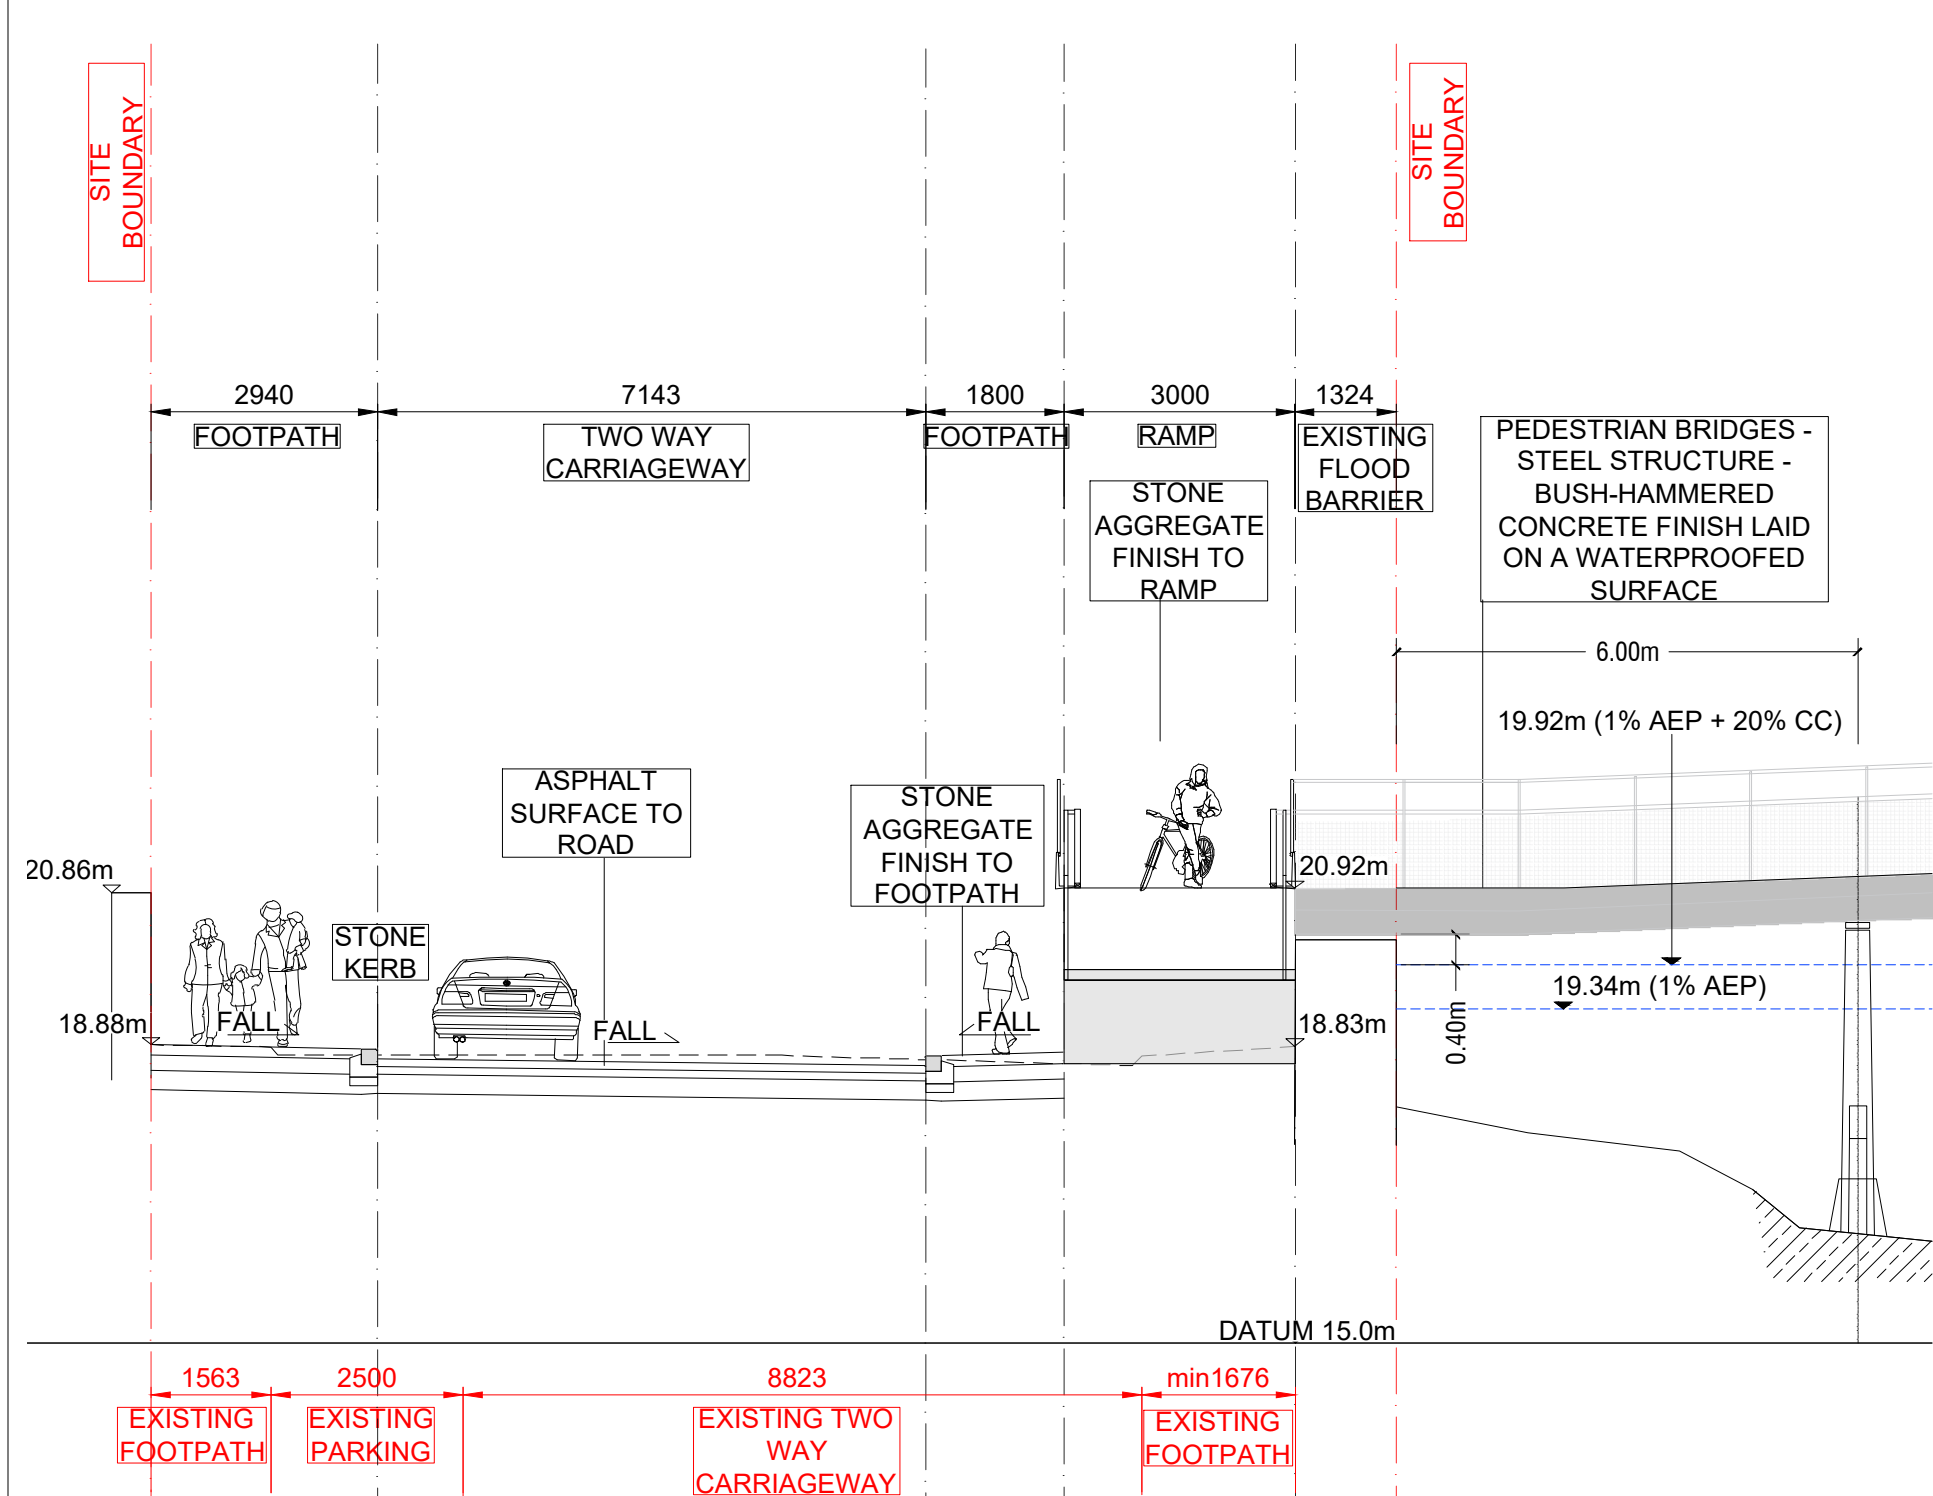 SITE
BOUNDARY
SITE
BOUNDARY
2940
7143
1800
3000
1324
FOOTPATH
TWO WAY
CARRIAGEWAY
FOOTPATH
RAMP
EXISTING
FLOOD
BARRIER
PEDESTRIAN BRIDGES -
STEEL STRUCTURE -
BUSH-HAMMERED
CONCRETE FINISH LAID
ON A WATERPROOFED
SURFACE
STONE
AGGREGATE
FINISH TO
RAMP
6.00m
19.92m (1% AEP + 20% CC)
ASPHALT
SURFACE TO
ROAD
STONE
AGGREGATE
FINISH TO
FOOTPATH
20.86m
20.92m
STONE
KERB
19.34m (1% AEP)
18.88m
FALL
FALL
FALL
18.83m
0.40m
DATUM 15.0m
1563
2500
8823
min1676
EXISTING
FOOTPATH
EXISTING
PARKING
EXISTING TWO
WAY
CARRIAGEWAY
EXISTING
FOOTPATH